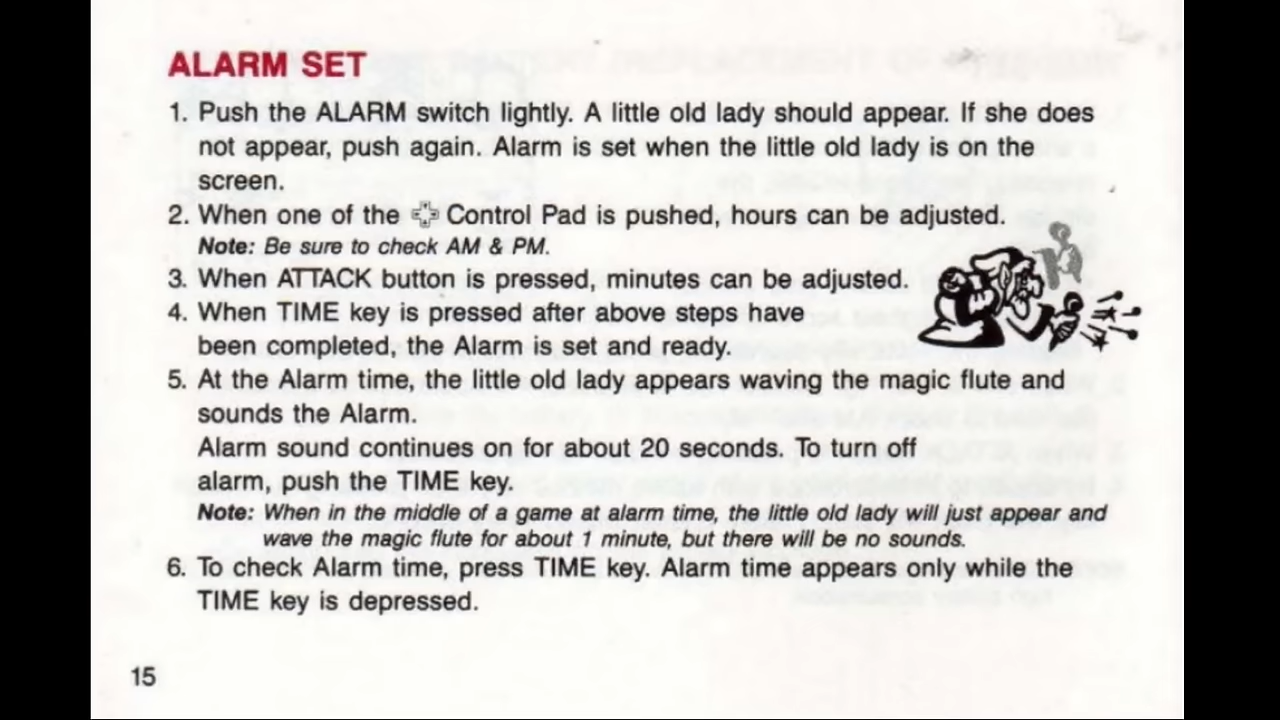 ALARM SET
1. Push the ALARM switch lightly. A little old lady should appear. If she does
not appear, push again. Alarm is set when the little old lady is on the
screen.
2. When one of the Control Pad is pushed, hours can be adjusted.
Note: Be sure to check AM & PM.
3. When ATTACK button is pressed, minutes can be adjusted.
4. When TIME key is pressed after above steps have
been completed, the Alarm is set and ready.
5. At the Alarm time, the little old lady appears waving the magic flute and
sounds the Alarm.
Alarm sound continues on for about 20 seconds. To turn off
alarm, push the TIME key.
Note: When in the middle of a game at alarm time, the little old lady will just appear and
wave the magic flute for about 1 minute, but there will be no sounds.
6. To check Alarm time, press TIME key. Alarm time appears only while the
TIME key is depressed.
15